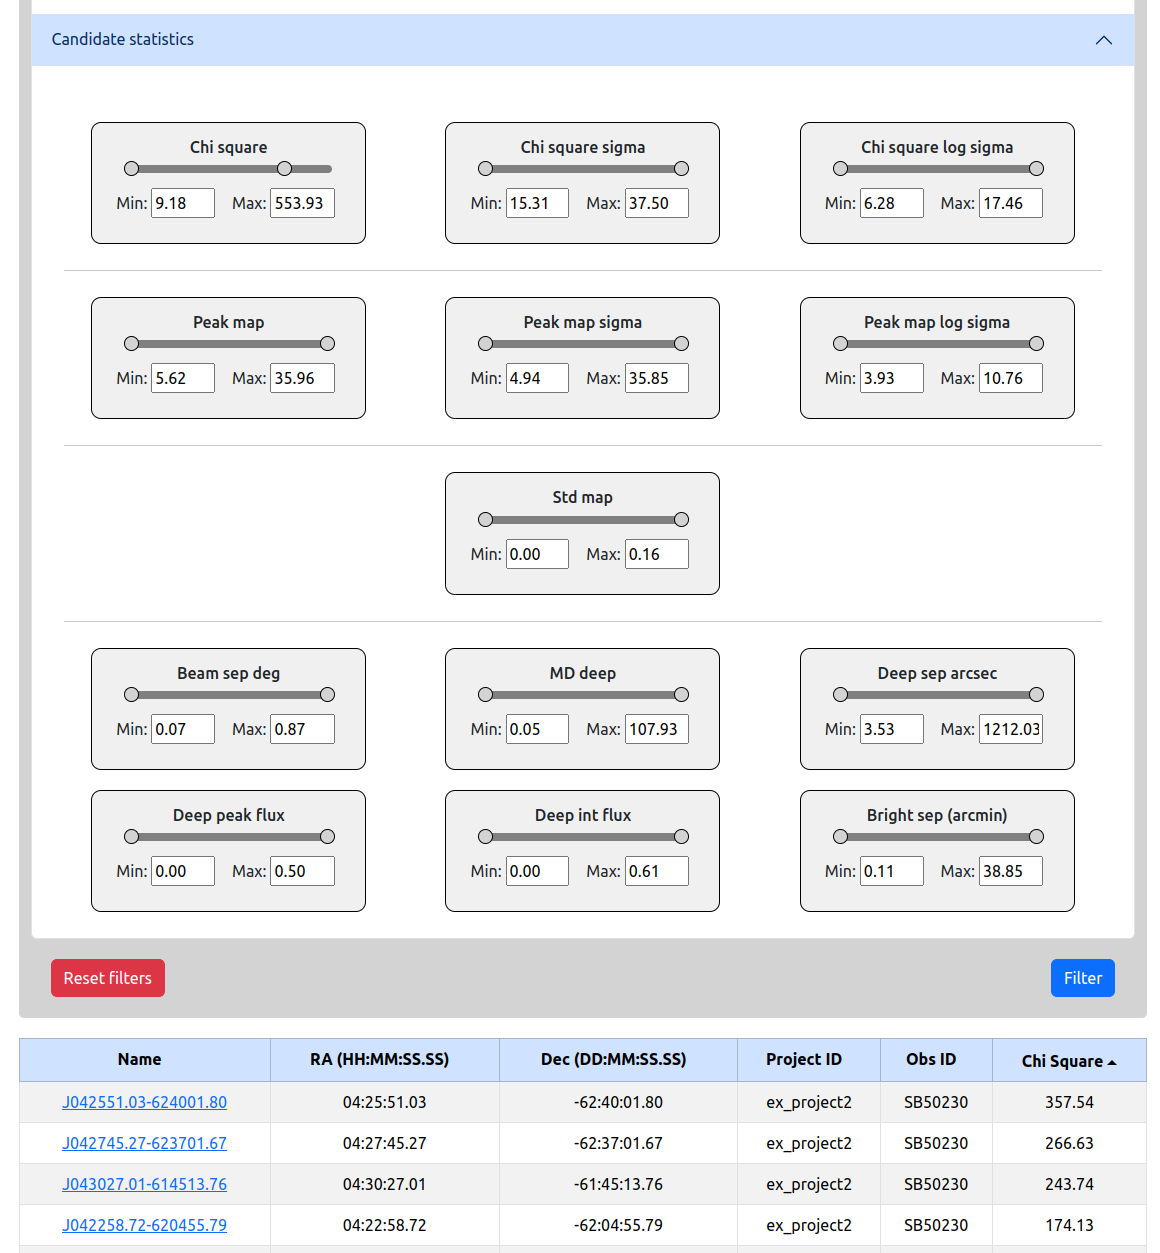 Candidate statistics
Chi square Chi square sigma Chi square log sigma
Min: 9.18 Max: 553.93 Min: 15.31 Max: 37.50 Min: 6.28 Max: 17.46
Peak map Peak map sigma Peak map log sigma
Min: 5.62 Max: 35.96 Min: 4.94 Max: 35.85 Min: 3.93 Max: 10.76
Std map
Min: 0.00 Max: 0.16
Beam sep deg MD deep Deep sep arcsec
Min: 0.07 Max: 0.87 Min: 0.05 Max: 107.93 Min: 3.53 Max: 1212.03
Deep peak flux Deep int flux Bright sep (arcmin)
Min: 0.00 Max: 0.50 Min: 0.00 Max: 0.61 Min: 0.11 Max: 38.85
Reset filters Filter
Name RA (HH:MM:SS.SS) Dec (DD:MM:SS.SS) Project ID Obs ID Chi Square
J042551.03-624001.80 04:25:51.03 -62:40:01.80 ex_project2 SB50230 357.54
J042745.27-623701.67 04:27:45.27 -62:37:01.67 ex_project2 SB50230 266.63
J043027.01-614513.76 04:30:27.01 -61:45:13.76 ex_project2 SB50230 243.74
J042258.72-620455.79 04:22:58.72 -62:04:55.79 ex_project2 SB50230 174.13